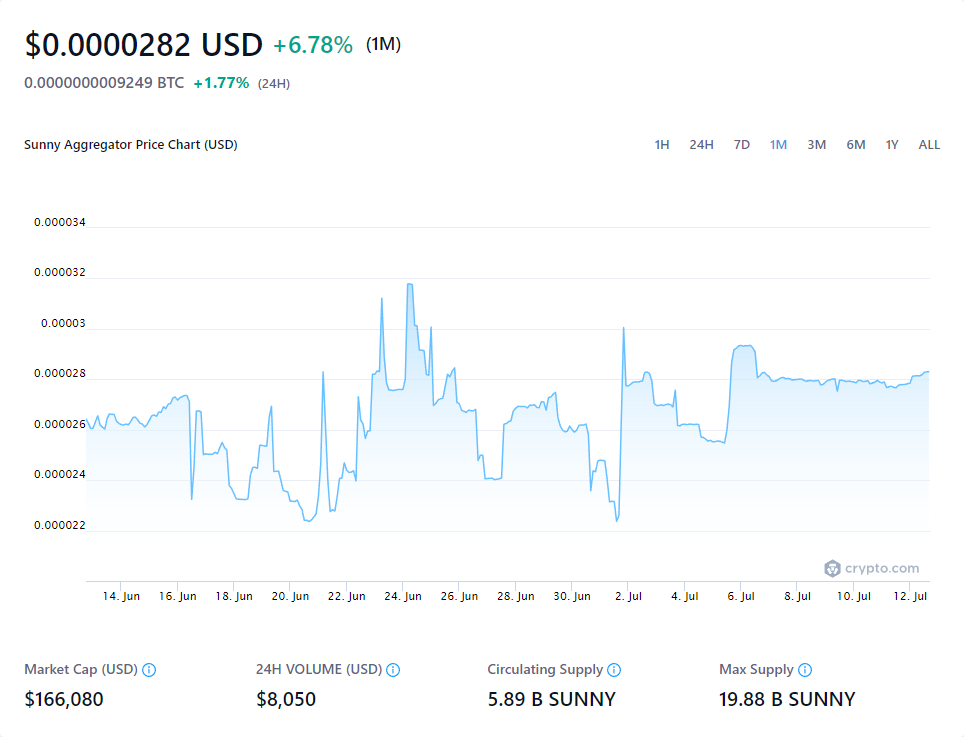 $0.0000282 USD +6.78% (1M)
0.0000000009249 BTC +1.77% (24H)
Sunny Aggregator Price Chart (USD) 1H 24H 7D 1M 3M 6M 1Y ALL
0.000034
0.000032
0.00003
0.000028
0.000026
0.000024
0.000022
crypto.com
14. Jun 16. Jun 18. Jun 20. Jun 22. Jun 24. Jun 26. Jun 28. Jun 30. Jun 2. Jul 4. Jul 6. Jul 8. Jul 10. Jul 12. Jul
Market Cap (USD) 24H VOLUME (USD) Circulating Supply Max Supply
$166,080 $8,050 5.89 B SUNNY 19.88 B SUNNY